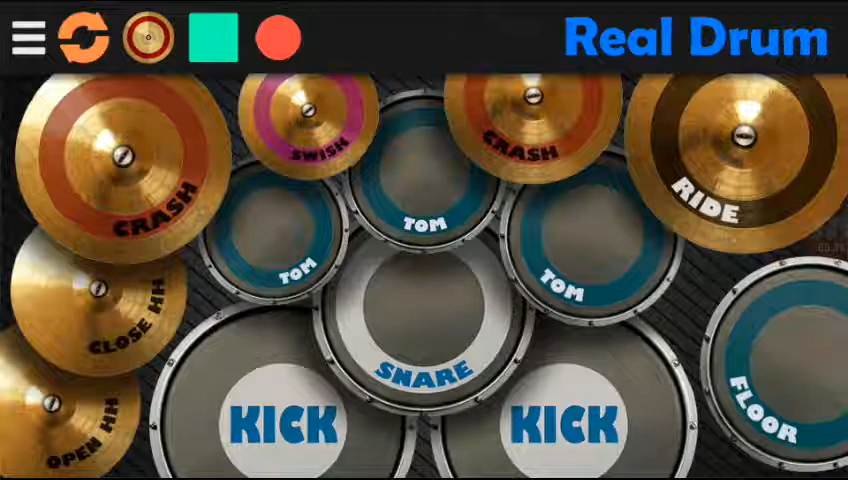 Real Drum
CRASH
SWISH
CRASH
RIDE
TOM
TOM
TOM
CLOSE HH
SNARE
OPEN HH
KICK
KICK
FLOOR